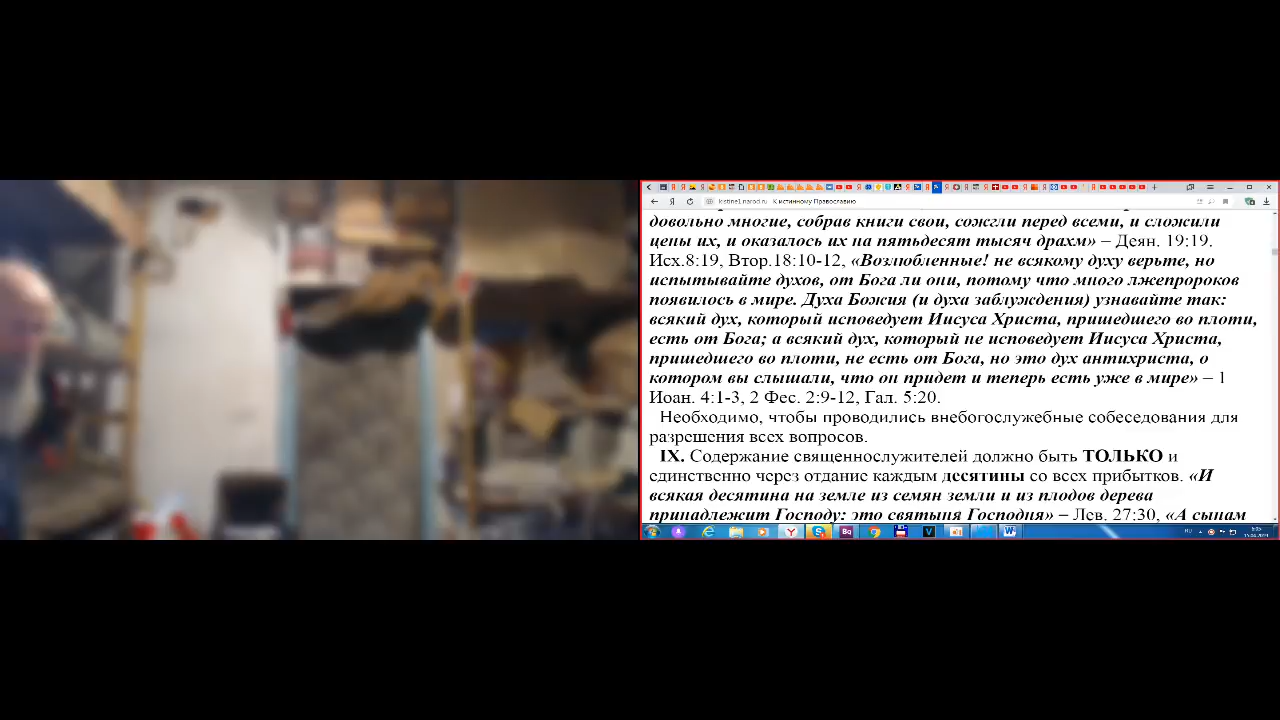 kistine1.narod.ru К истинному Православию
довольно многие, собрав книги свои, сожгли перед всеми, и сложили
цены их, и оказалось их на пятьдесят тысяч драхм» – Деян. 19:19.
Исх.8:19, Втор.18:10-12, «Возлюбленные! не всякому духу верьте, но
испытывайте духов, от Бога ли они, потому что много лжепророков
появилось в мире. Духа Божия (и духа заблуждения) узнавайте так:
всякий дух, который исповедует Иисуса Христа, пришедшего во плоти,
есть от Бога; а всякий дух, который не исповедует Иисуса Христа,
пришедшего во плоти, не есть от Бога, но это дух антихриста, о
котором вы слышали, что он придет и теперь есть уже в мире» – 1
Иоан. 4:1-3, 2 Фес. 2:9-12, Гал. 5:20.
Необходимо, чтобы проводились внебогослужебные собеседования для
разрешения всех вопросов.
IX. Содержание священнослужителей должно быть ТОЛЬКО и
единственно через отдание каждым десятины со всех прибытков. «И
всякая десятина на земле из семян земли и из плодов дерева
принадлежит Господу: это святыня Господня» – Лев. 27:30, «А сынам